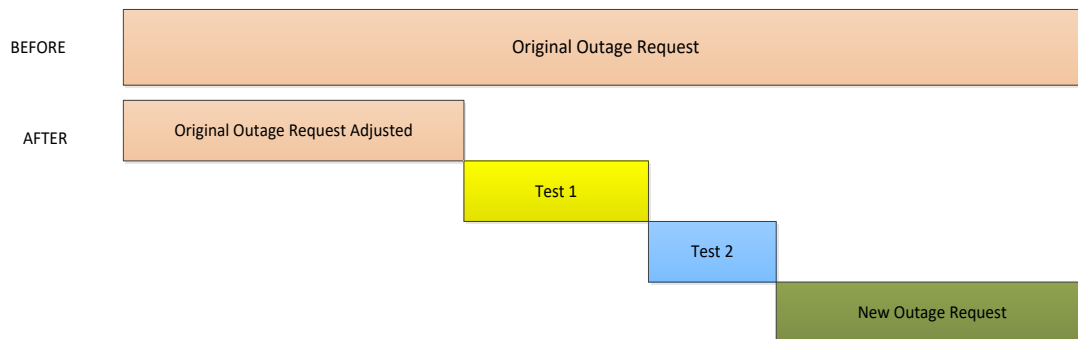 BEFORE
Original Outage Request
AFTER
Original Outage Request Adjusted
Test 1
Test 2
New Outage Request